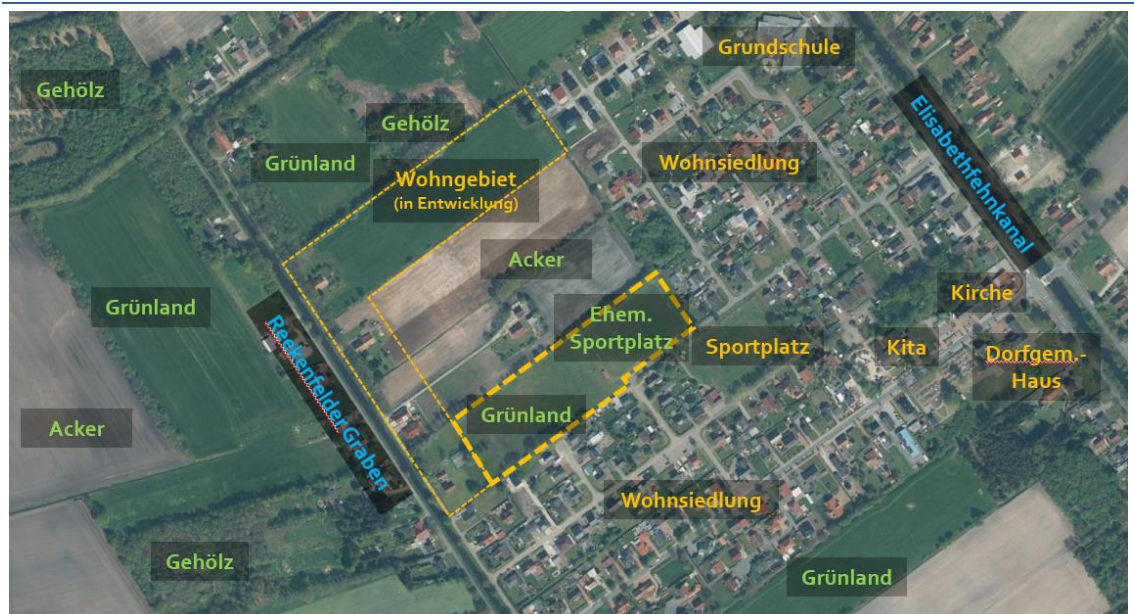 Grundschule
Gehölz
Elisabethfehnkanal
Gehölz
Grünland
Wohnsiedlung
Wohngebiet
(in Entwicklung)
Acker
Kirche
Grünland
Ehem.
Sportplatz
Reekenfelder Graben
Sportplatz
Kita
Dorfgem.-
Haus
Grünland
Acker
Wohnsiedlung
Gehölz
Grünland